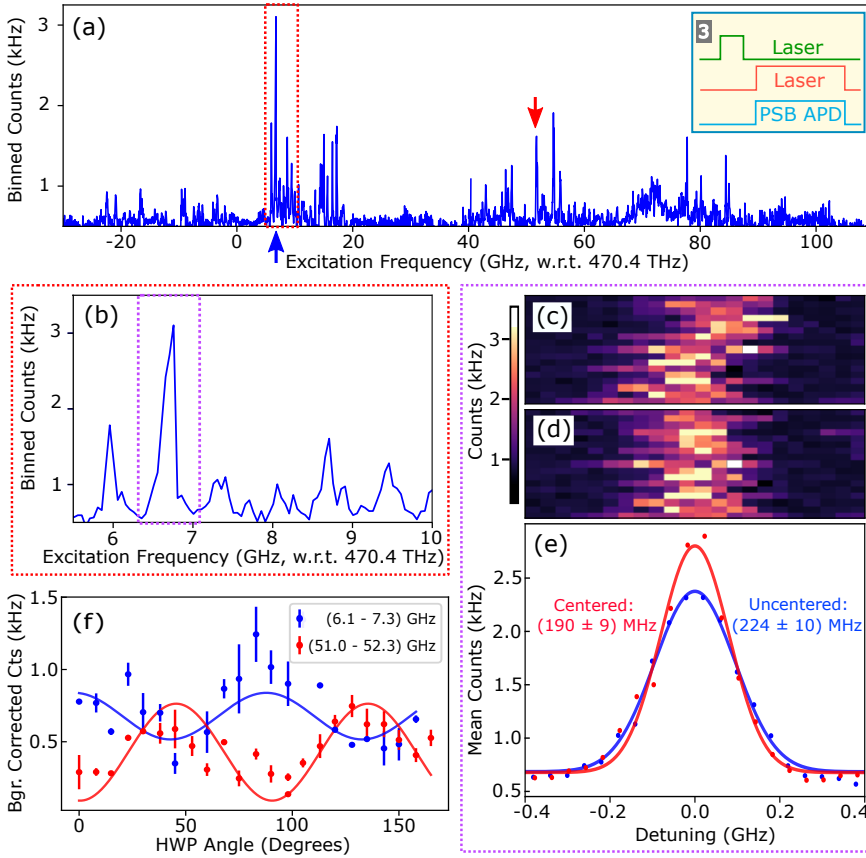 (a)
Binned Counts (kHz)
3
2
1
-20
0
20
40
60
80
100
Excitation Frequency (GHz, w.r.t. 470.4 THz)
3
Laser
Laser
PSB APD
(b)
Binned Counts (kHz)
3
2
1
6
7
8
9
10
Excitation Frequency (GHz, w.r.t. 470.4 THz)
(c)
(d)
Counts (kHz)
3
2
1
(e)
Mean Counts (kHz)
2.5
2.0
1.5
1.0
0.5
Centered:
(190 ± 9) MHz
Uncentered:
(224 ± 10) MHz
-0.4
-0.2
0.0
0.2
0.4
Detuning (GHz)
(f)
Bgr. Corrected Cts (kHz)
1.5
1.0
0.5
0.0
(6.1 - 7.3) GHz
(51.0 - 52.3) GHz
0
50
100
150
HWP Angle (Degrees)